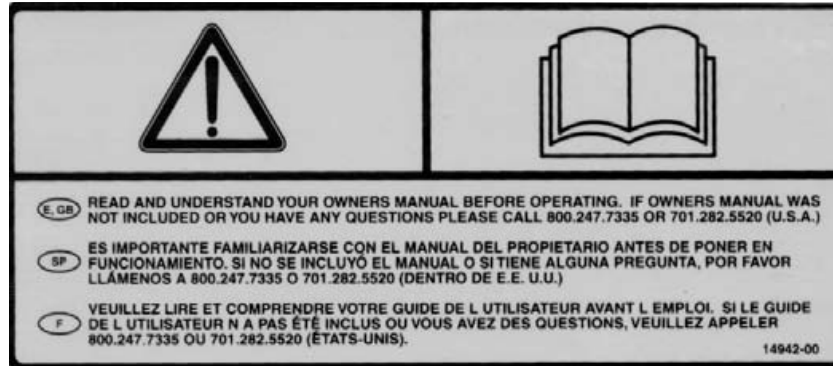 E, GB READ AND UNDERSTAND YOUR OWNERS MANUAL BEFORE OPERATING. IF OWNERS MANUAL WAS
NOT INCLUDED OR YOU HAVE ANY QUESTIONS PLEASE CALL 800.247.7335 OR 701.282.5520 (U.S.A.)
SP ES IMPORTANTE FAMILIARIZARSE CON EL MANUAL DEL PROPIETARIO ANTES DE PONER EN
FUNCIONAMIENTO. SI NO SE INCLUYÓ EL MANUAL O SI TIENE ALGUNA PREGUNTA, POR FAVOR
LLÁMENOS A 800.247.7335 O 701.282.5520 (DENTRO DE E.E. U.U.)
F VEUILLEZ LIRE ET COMPRENDRE VOTRE GUIDE DE L UTILISATEUR AVANT L EMPLOI. SI LE GUIDE
DE L UTILISATEUR N A PAS ÉTÉ INCLUS OU VOUS AVEZ DES QUESTIONS, VEUILLEZ APPELER
800.247.7335 OU 701.282.5520 (ÉTATS-UNIS).
14942-00